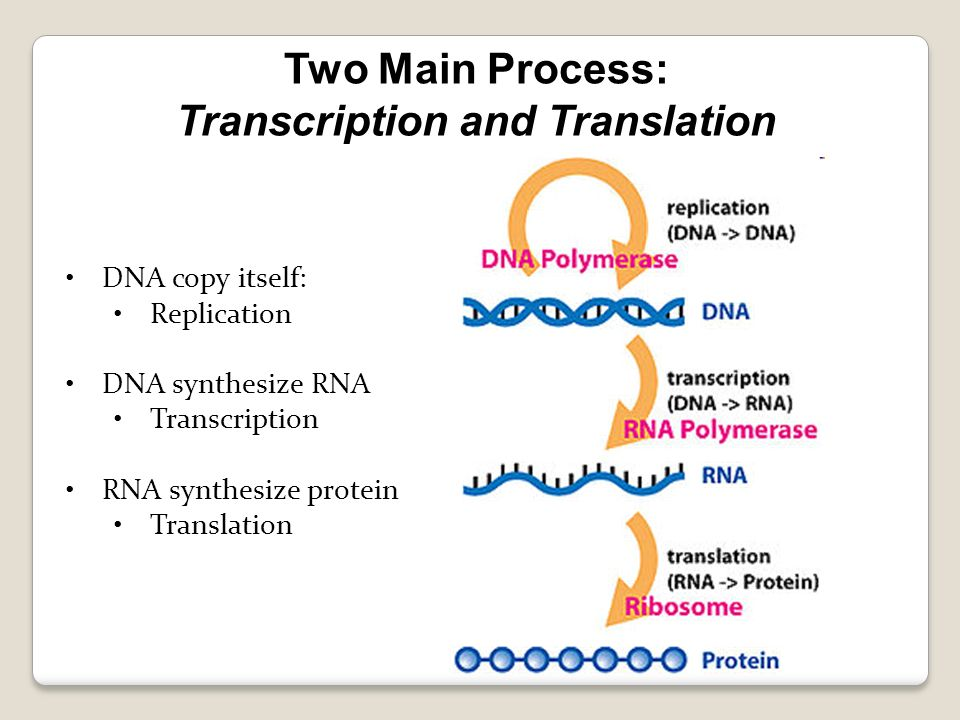 Two Main Process:
Transcription and Translation
• DNA copy itself:
• Replication
• DNA synthesize RNA
• Transcription
• RNA synthesize protein
• Translation
replication
(DNA -> DNA)
DNA Polymerase
DNA
transcription
(DNA -> RNA)
RNA Polymerase
RNA
translation
(RNA -> Protein)
Ribosome
Protein